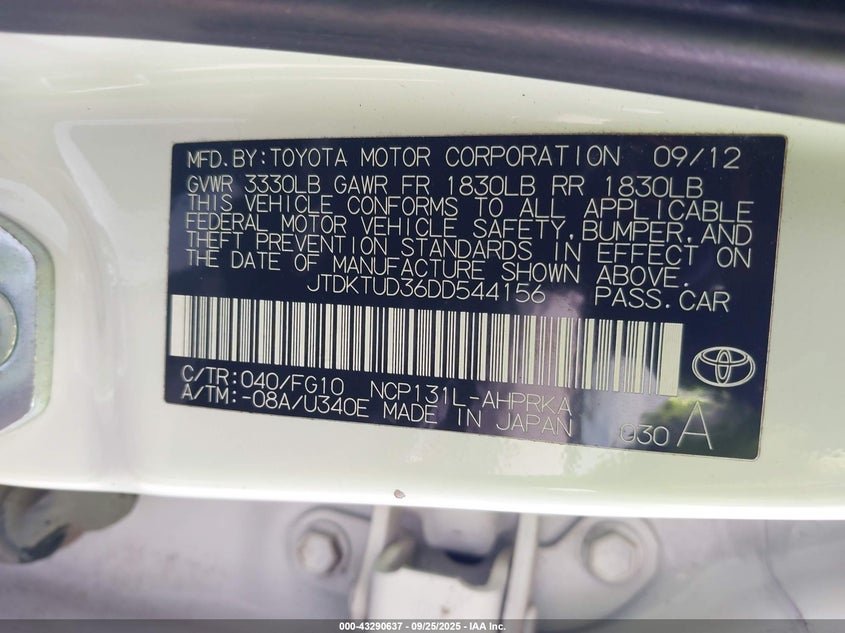 MFD. BY: TOYOTA MOTOR CORPORATION 09/12
GVWR 3330LB GAWR FR 1830LB RR 1830LB
THIS VEHICLE CONFORMS TO ALL APPLICABLE
FEDERAL MOTOR VEHICLE SAFETY, BUMPER, AND
THEFT PREVENTION STANDARDS IN EFFECT ON
THE DATE OF MANUFACTURE SHOWN ABOVE.
JTDKTUD36DD544156 PASS. CAR
C/TR: 040/FG10 NCP131L-AHPRKA
A/TM: -08A/U340E MADE IN JAPAN 030 A
000-43290637 - 09/25/2025 - IAA Inc.